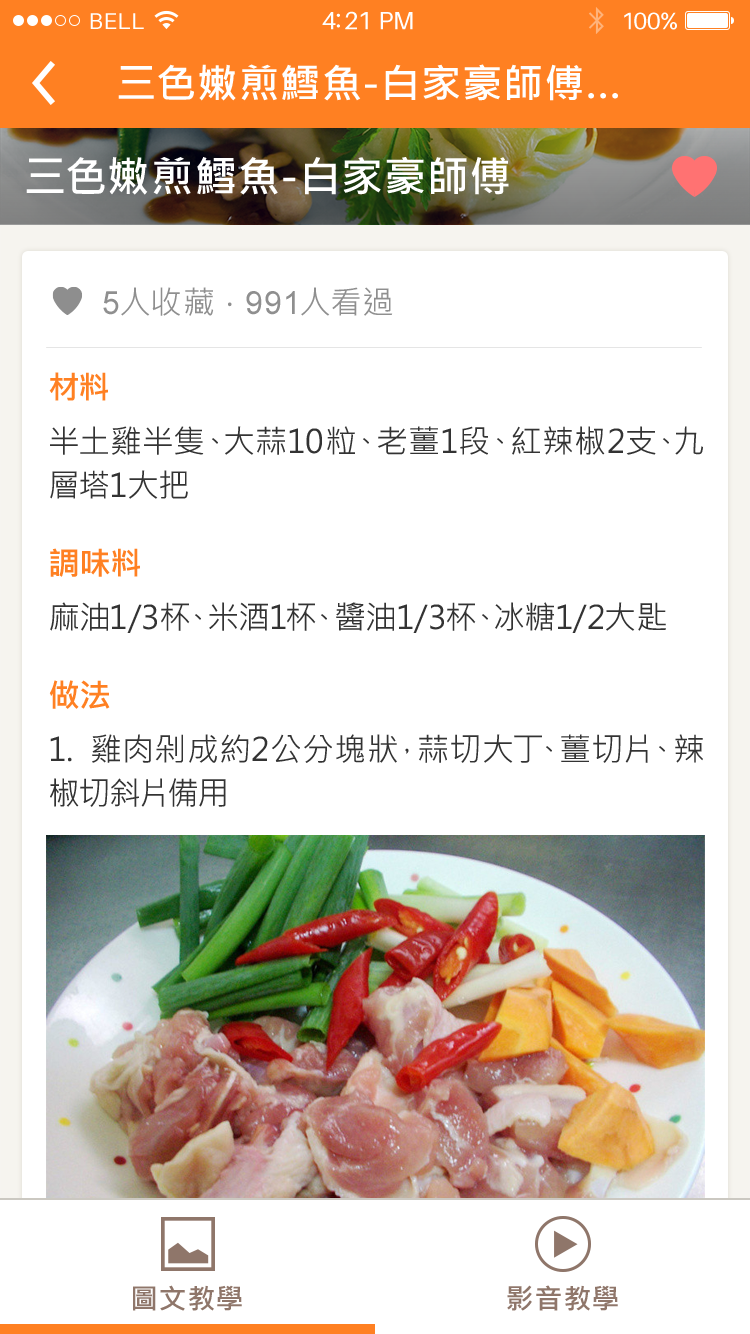 BELL 4:21 PM 100%
三色嫩煎鱈魚-白家豪師傅...
三色嫩煎鱈魚-白家豪師傅
5人收藏·991人看過
材料
半土雞半隻、大蒜10粒、老薑1段、紅辣椒2支、九
層塔1大把
調味料
麻油1/3杯、米酒1杯、醬油1/3杯、冰糖1/2大匙
做法
1. 雞肉剁成約2公分塊狀,蒜切大丁、薑切片、辣
椒切斜片備用
圖文教學
影音教學